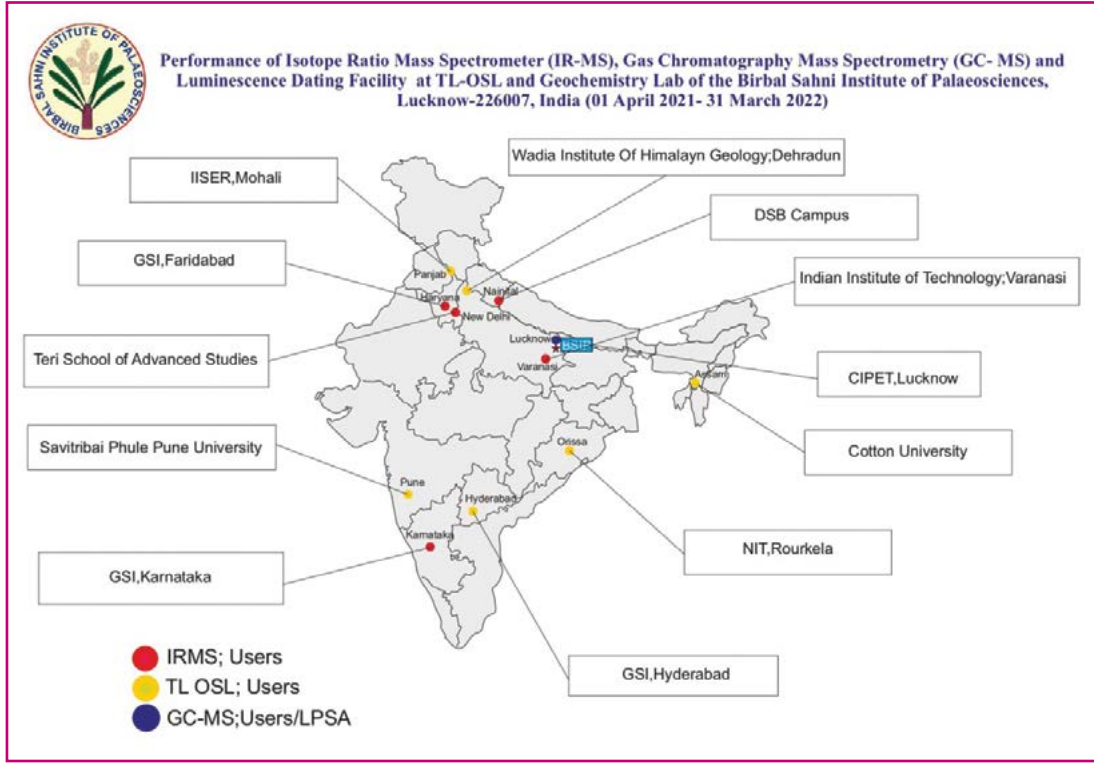 BIRBAL SAHNI INSTITUTE OF PALAEOSCIENCES
Performance of Isotope Ratio Mass Spectrometer (IR-MS), Gas Chromatography Mass Spectrometry (GC- MS) and
Luminescence Dating Facility at TL-OSL and Geochemistry Lab of the Birbal Sahni Institute of Palaeosciences,
Lucknow-226007, India (01 April 2021- 31 March 2022)
Wadia Institute Of Himalayn Geology;Dehradun
IISER,Mohali
DSB Campus
GSI,Faridabad
Indian Institute of Technology;Varanasi
Panjab
Haryana
Nainital
New Delhi
Lucknow
BSIP
Teri School of Advanced Studies
Varanasi
CIPET,Lucknow
Assam
Savitribai Phule Pune University
Orissa
Cotton University
Pune
Hyderabad
Karnataka
NIT,Rourkela
GSI,Karnataka
IRMS; Users
TL OSL; Users
GC-MS;Users/LPSA
GSI,Hyderabad